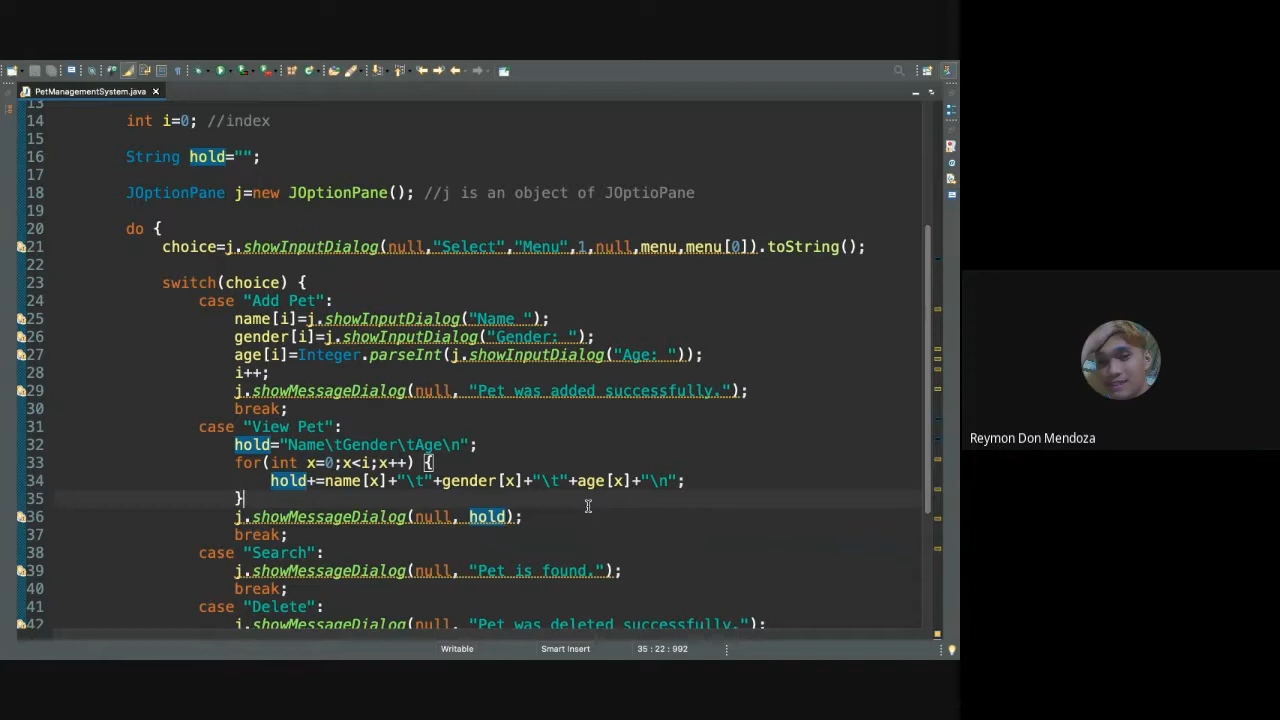 PetManagementSystem.java
13
14 int i=0; //index
15
16 String hold="";
17
18 JOptionPane j=new JOptionPane(); //j is an object of JOptioPane
19
20 do {
21 choice=j.showInputDialog(null,"Select","Menu",1,null,menu,menu[0]).toString();
22
23 switch(choice) {
24 case "Add Pet":
25 name[i]=j.showInputDialog("Name ");
26 gender[i]=j.showInputDialog("Gender: ");
27 age[i]=Integer.parseInt(j.showInputDialog("Age: "));
28 i++;
29 j.showMessageDialog(null, "Pet was added successfully.");
30 break;
31 case "View Pet":
32 hold="Name\tGender\tAge\n";
33 for(int x=0;x<i;x++) {
34 hold+=name[x]+"\t"+gender[x]+"\t"+age[x]+"\n";
35 }
36 j.showMessageDialog(null, hold);
37 break;
38 case "Search":
39 j.showMessageDialog(null, "Pet is found.");
40 break;
41 case "Delete":
42 j.showMessageDialog(null, "Pet was deleted successfully.");
Writable Smart Insert 35 : 22 : 992
Reymon Don Mendoza